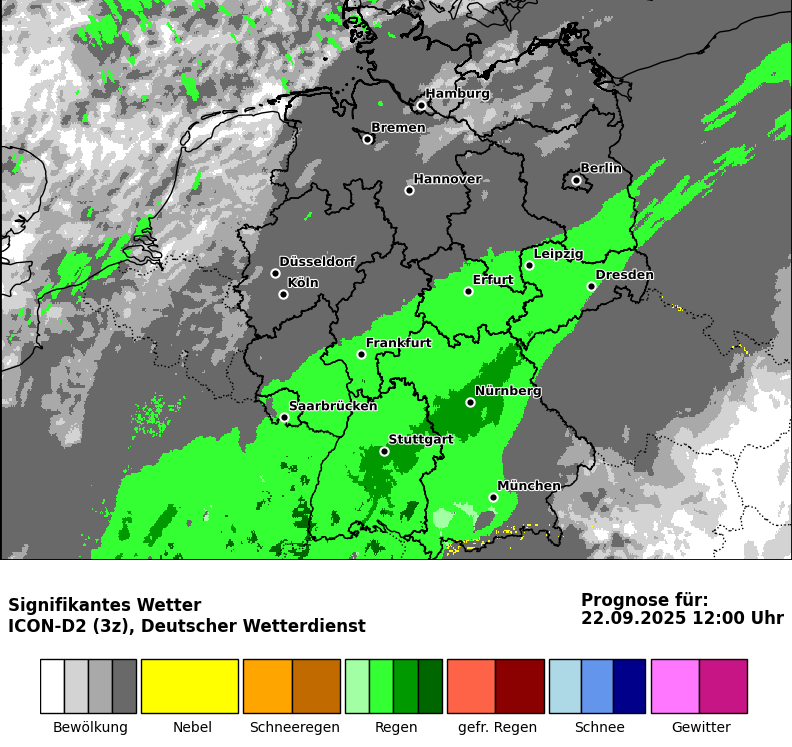 Hamburg
Bremen
Berlin
Hannover
Leipzig
Düsseldorf
Dresden
Erfurt
Köln
Frankfurt
Nürnberg
Saarbrücken
Stuttgart
München
Signifikantes Wetter
ICON-D2 (3z), Deutscher Wetterdienst
Prognose für:
22.09.2025 12:00 Uhr
Bewölkung Nebel Schneeregen Regen gefr. Regen Schnee Gewitter